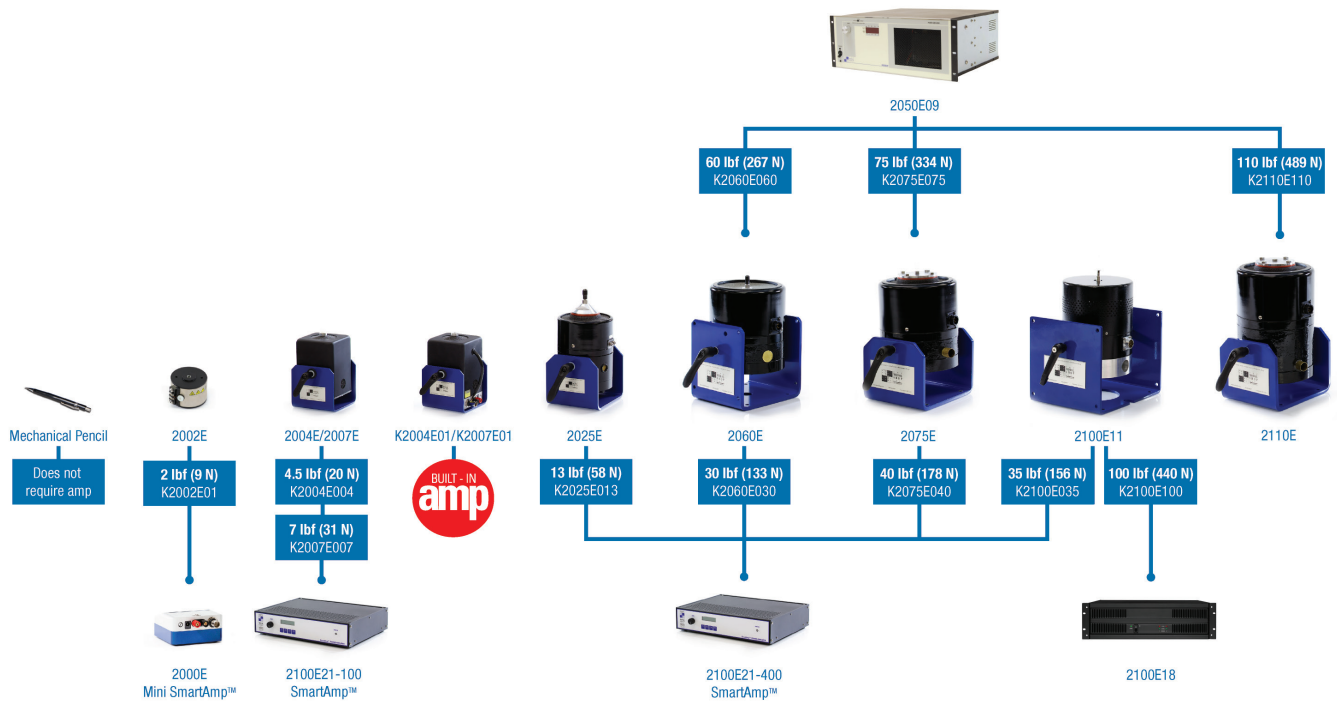 2050E09
60 lbf (267 N)
K2060E060
75 lbf (334 N)
K2075E075
110 lbf (489 N)
K2110E110
Mechanical Pencil
2002E
2004E/2007E
K2004E01/K2007E01
2025E
2060E
2075E
2100E11
2110E
Does not
require amp
2 lbf (9 N)
K2002E01
4.5 lbf (20 N)
K2004E004
7 lbf (31 N)
K2007E007
BUILT - IN
amp
13 lbf (58 N)
K2025E013
30 lbf (133 N)
K2060E030
40 lbf (178 N)
K2075E040
35 lbf (156 N)
K2100E035
100 lbf (440 N)
K2100E100
2000E
Mini SmartAmp™
2100E21-100
SmartAmp™
2100E21-400
SmartAmp™
2100E18